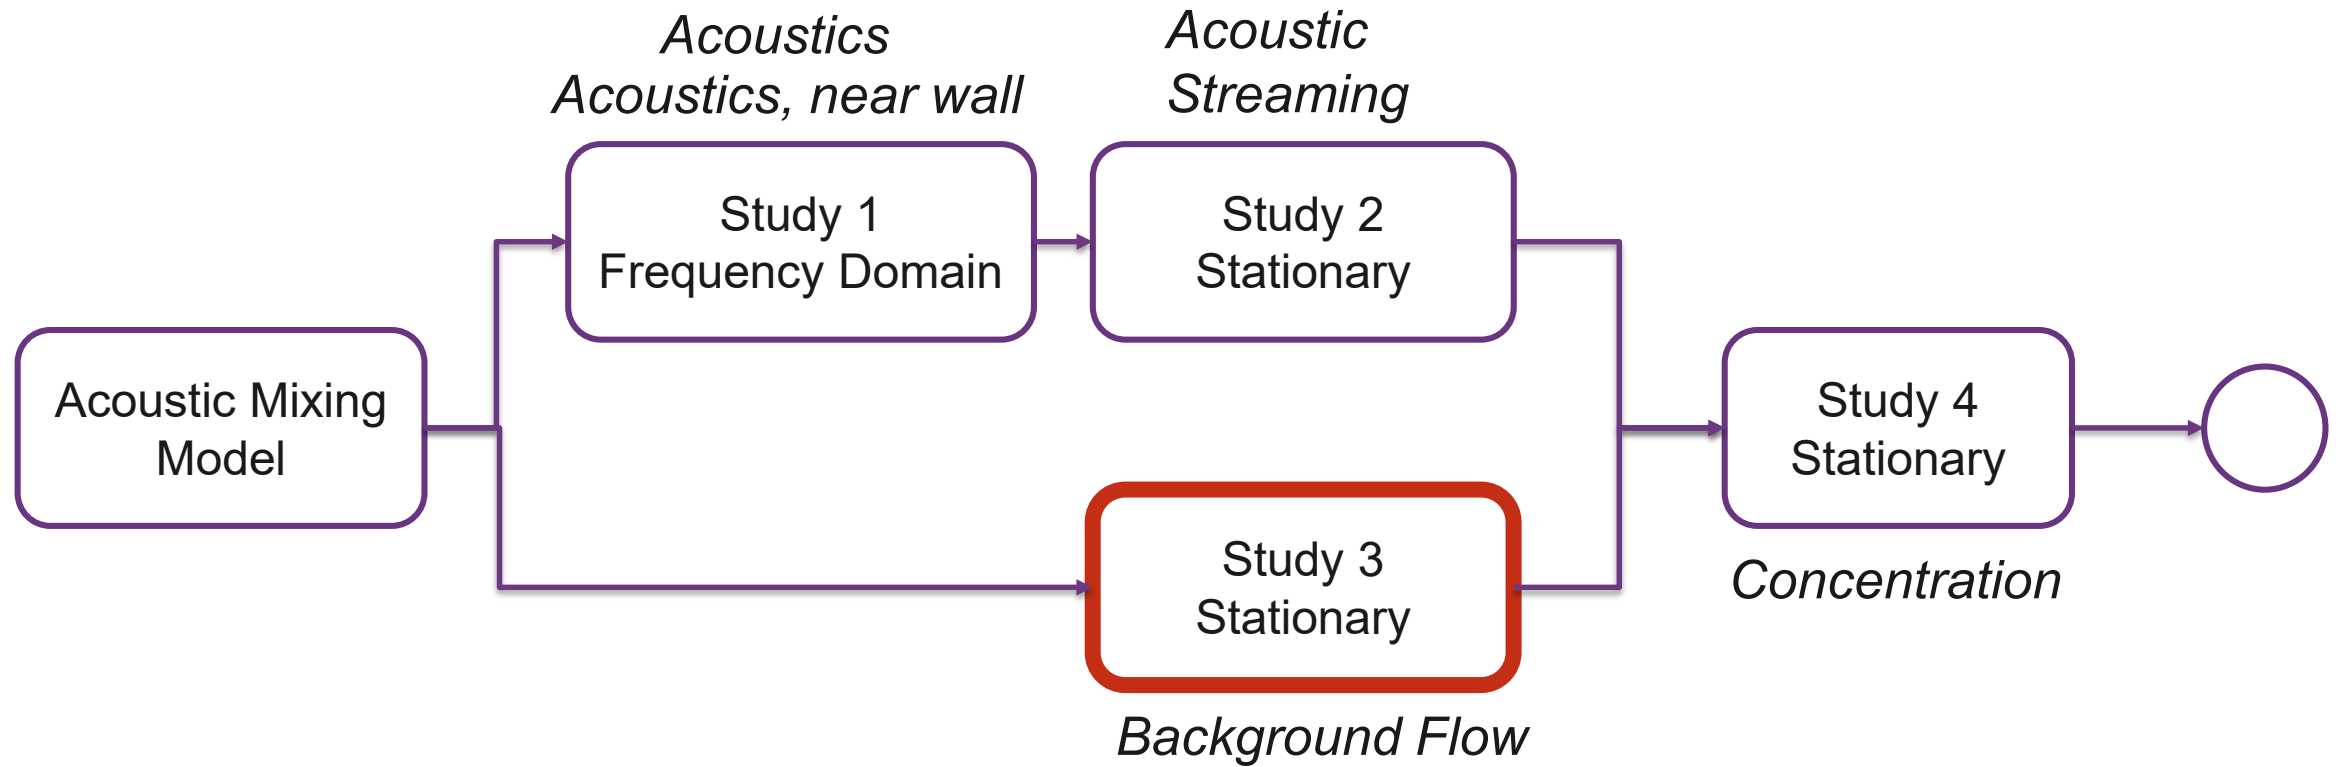 Acoustics
Acoustics, near wall
Acoustic
Streaming
Study 1
Frequency Domain
Study 2
Stationary
Acoustic Mixing
Model
Study 4
Stationary
Study 3
Stationary
Concentration
Background Flow